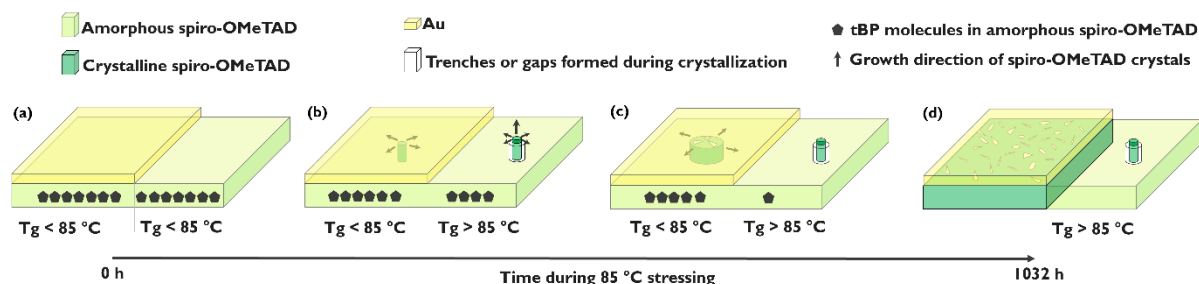 Amorphous spiro-OMeTAD
Au
tBP molecules in amorphous spiro-OMeTAD
Crystalline spiro-OMeTAD
Trenches or gaps formed during crystallization
Growth direction of spiro-OMeTAD crystals
(a)
(b)
(c)
(d)
Tg < 85 °C
Tg < 85 °C
Tg < 85 °C
Tg > 85 °C
Tg < 85 °C
Tg > 85 °C
Tg > 85 °C
0 h
Time during 85 °C stressing
1032 h